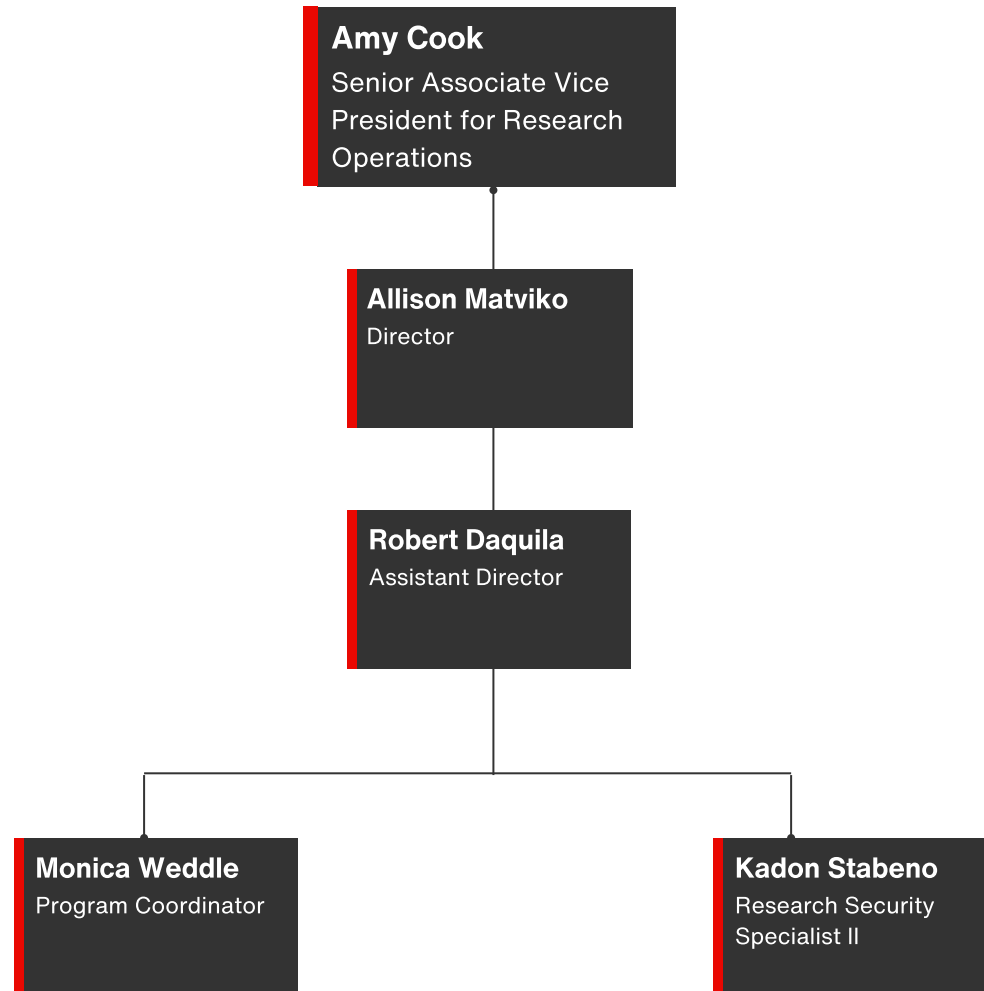 Amy Cook
Senior Associate Vice
President for Research
Operations
Allison Matviko
Director
Robert Daquila
Assistant Director
Monica Weddle
Program Coordinator
Kadon Stabeno
Research Security
Specialist II